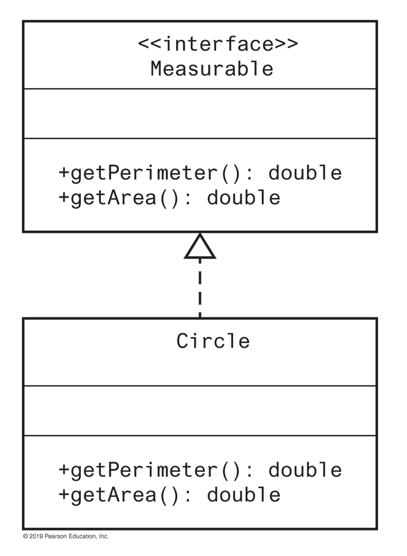 <<interface>>
Measurable
+getPerimeter(): double
+getArea(): double
Circle
+getPerimeter(): double
+getArea(): double
© 2019 Pearson Education, Inc.